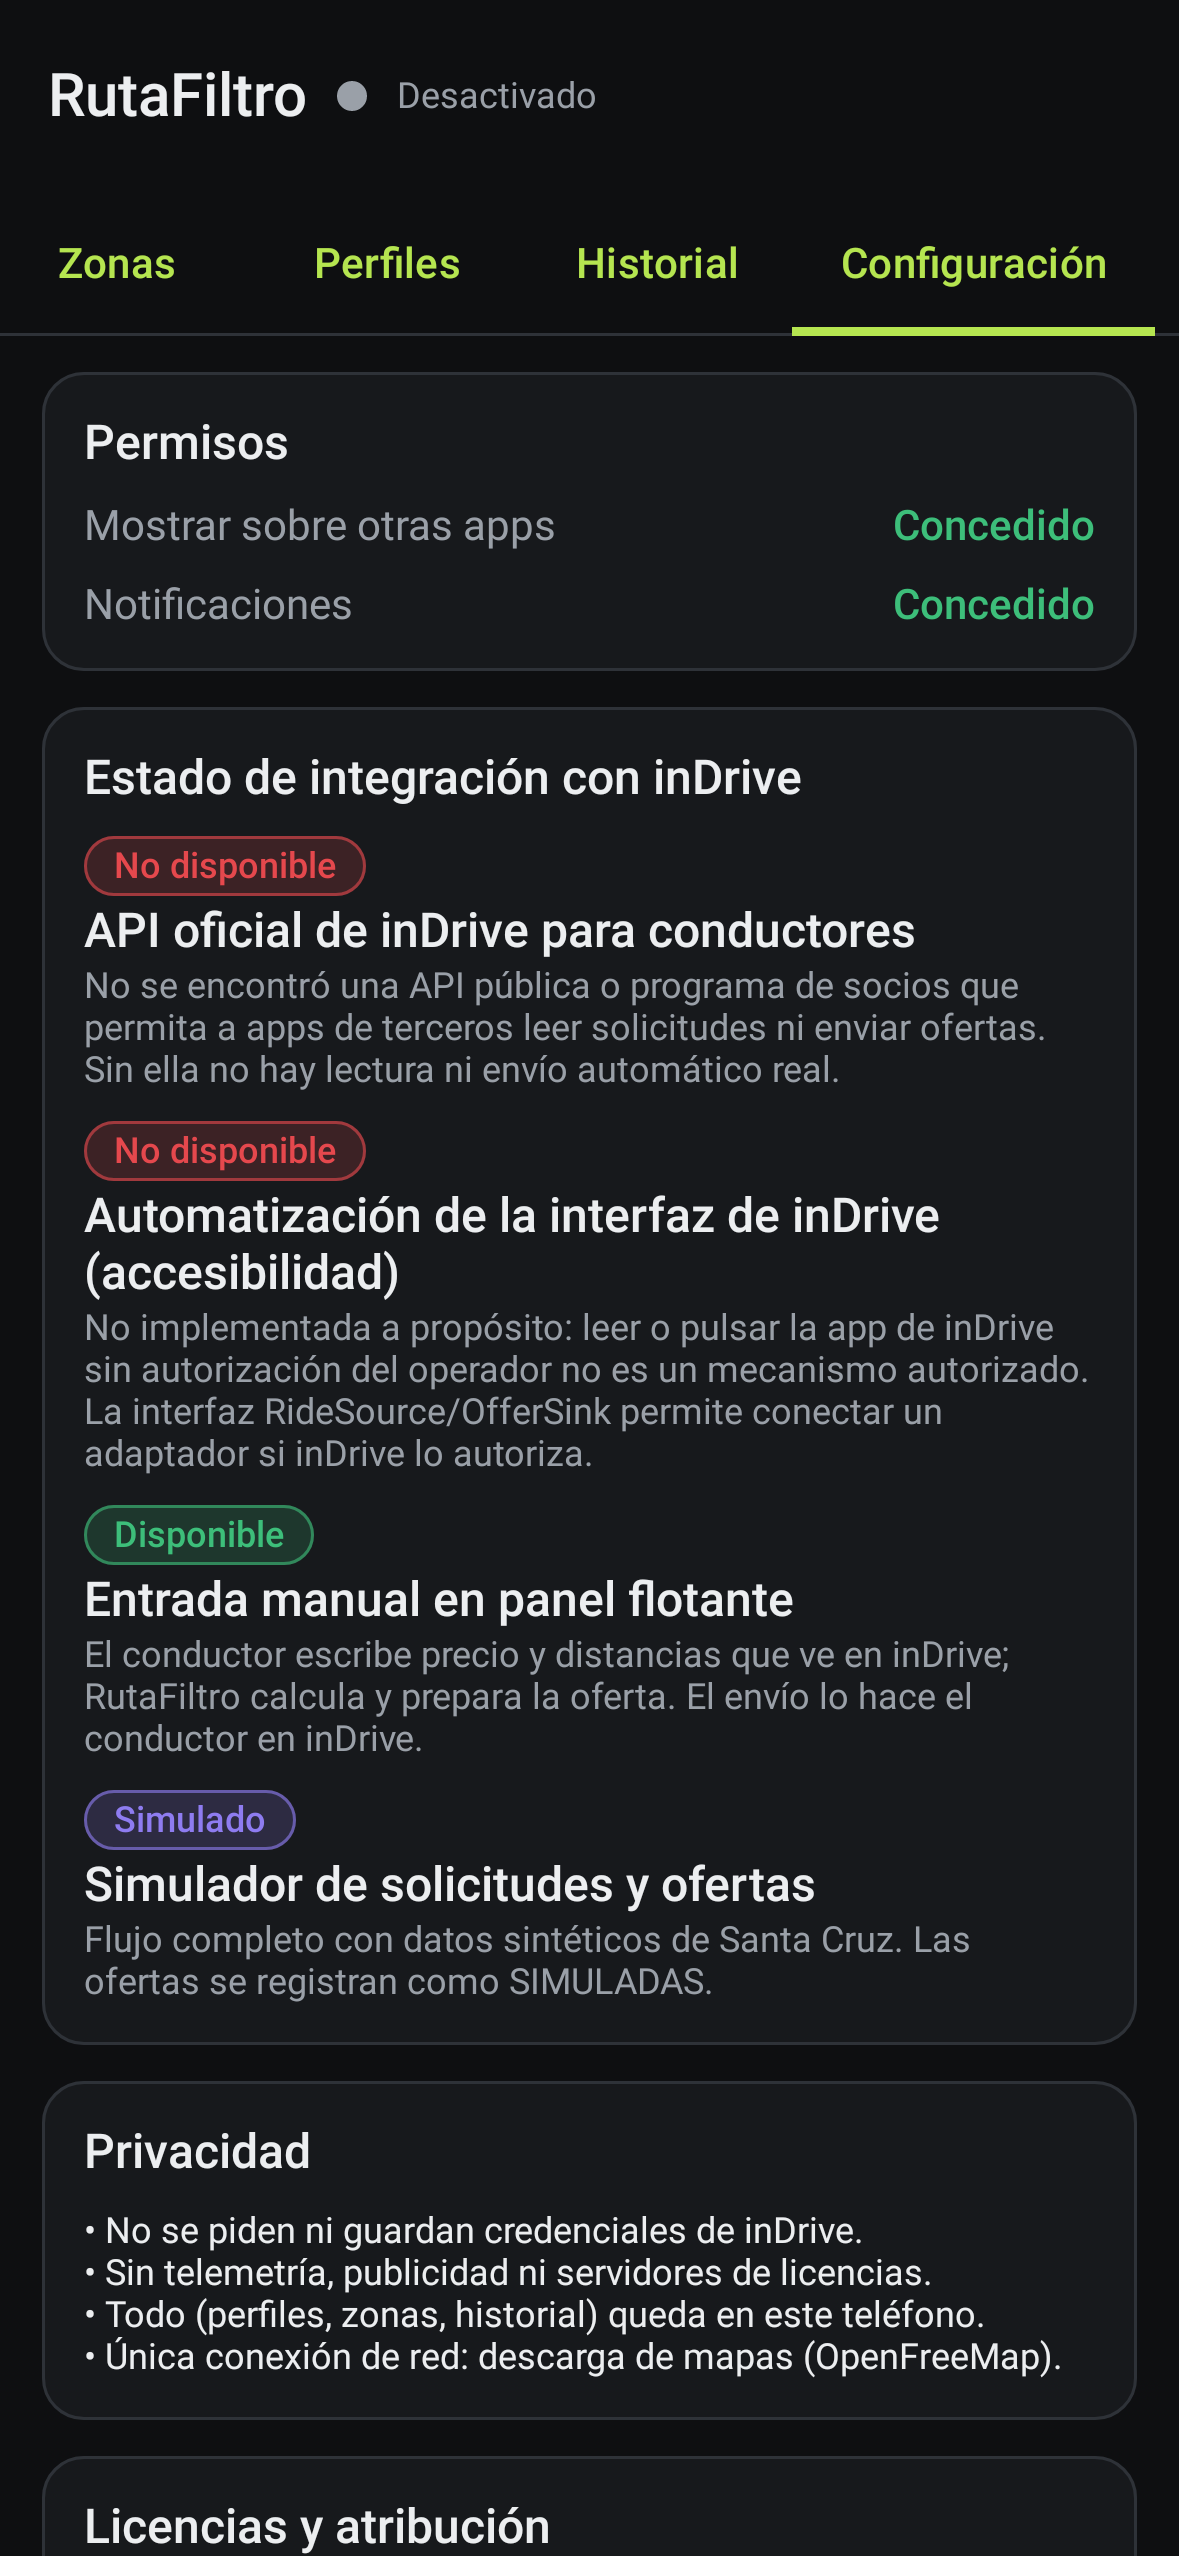 RutaFiltro Desactivado
Zonas Perfiles Historial Configuración
Permisos
Mostrar sobre otras apps Concedido
Notificaciones Concedido
Estado de integración con inDrive
No disponible
API oficial de inDrive para conductores
No se encontró una API pública o programa de socios que
permita a apps de terceros leer solicitudes ni enviar ofertas.
Sin ella no hay lectura ni envío automático real.
No disponible
Automatización de la interfaz de inDrive
(accesibilidad)
No implementada a propósito: leer o pulsar la app de inDrive
sin autorización del operador no es un mecanismo autorizado.
La interfaz RideSource/OfferSink permite conectar un
adaptador si inDrive lo autoriza.
Disponible
Entrada manual en panel flotante
El conductor escribe precio y distancias que ve en inDrive;
RutaFiltro calcula y prepara la oferta. El envío lo hace el
conductor en inDrive.
Simulado
Simulador de solicitudes y ofertas
Flujo completo con datos sintéticos de Santa Cruz. Las
ofertas se registran como SIMULADAS.
Privacidad
• No se piden ni guardan credenciales de inDrive.
• Sin telemetría, publicidad ni servidores de licencias.
• Todo (perfiles, zonas, historial) queda en este teléfono.
• Única conexión de red: descarga de mapas (OpenFreeMap).
Licencias y atribución